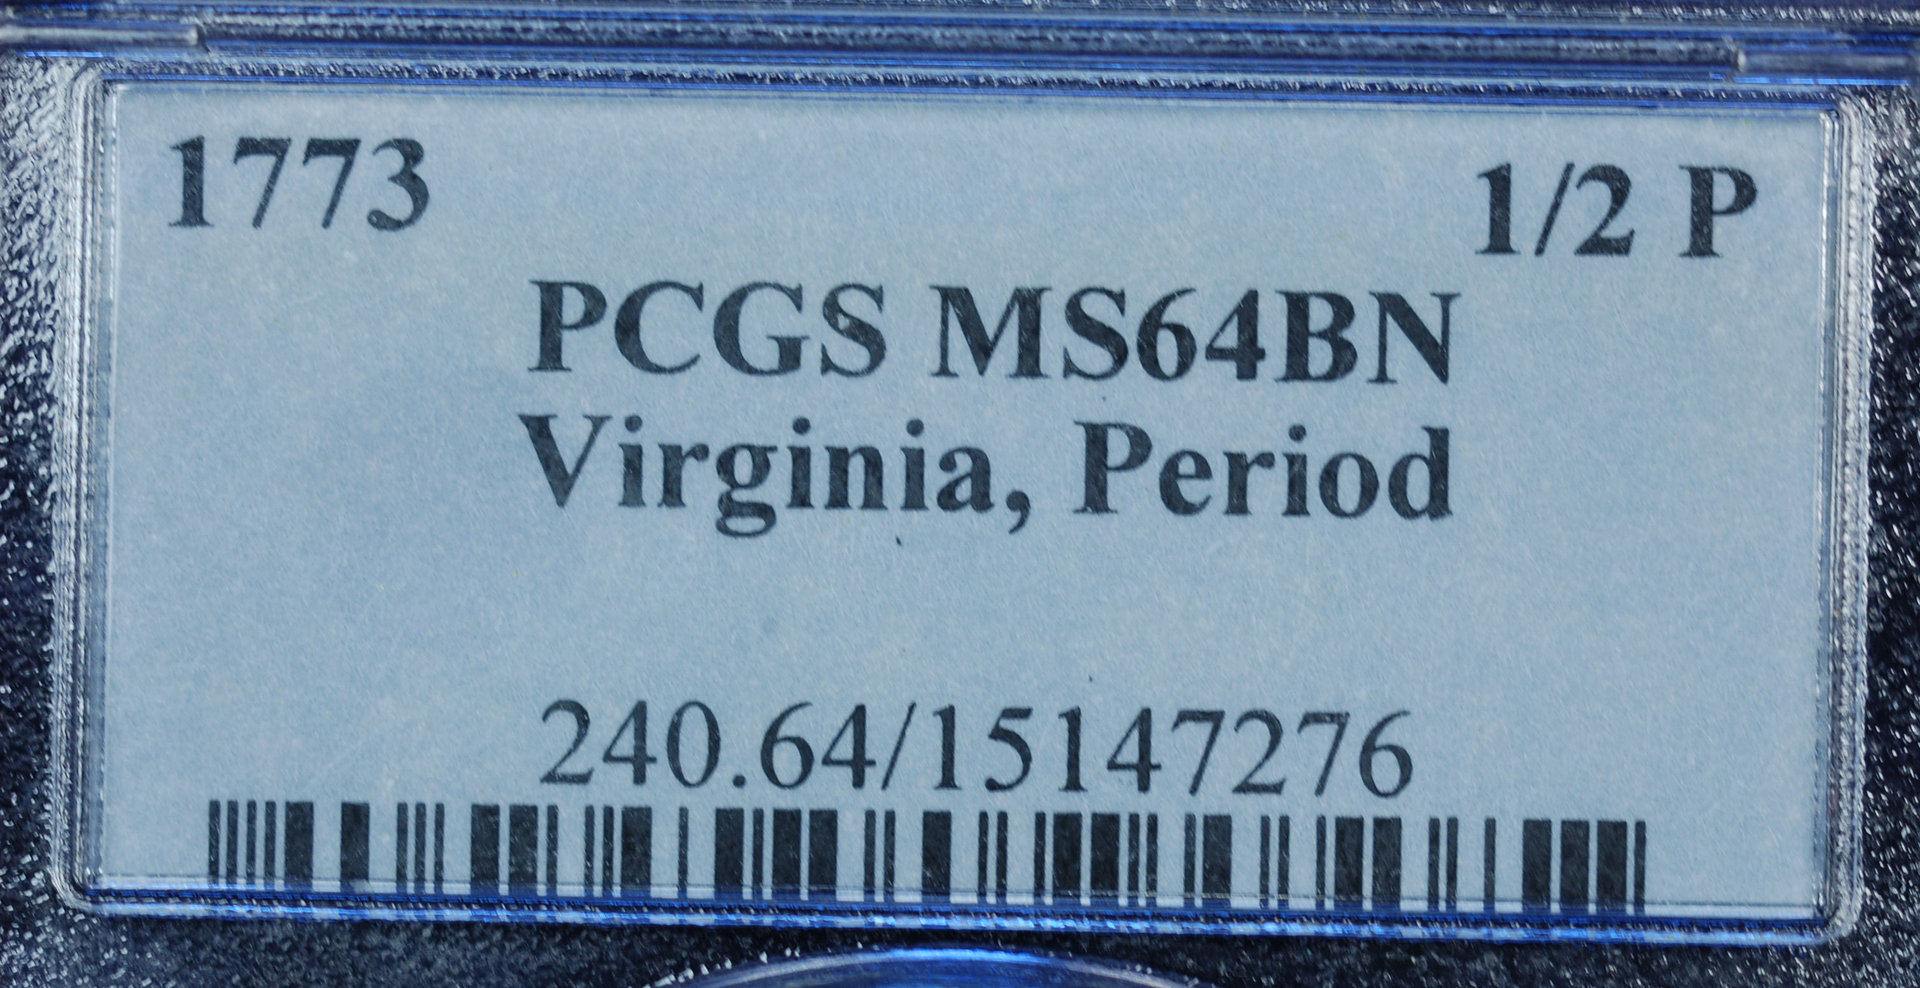 1773 1/2 P
PCGS MS64BN
Virginia, Period
240.64/15147276